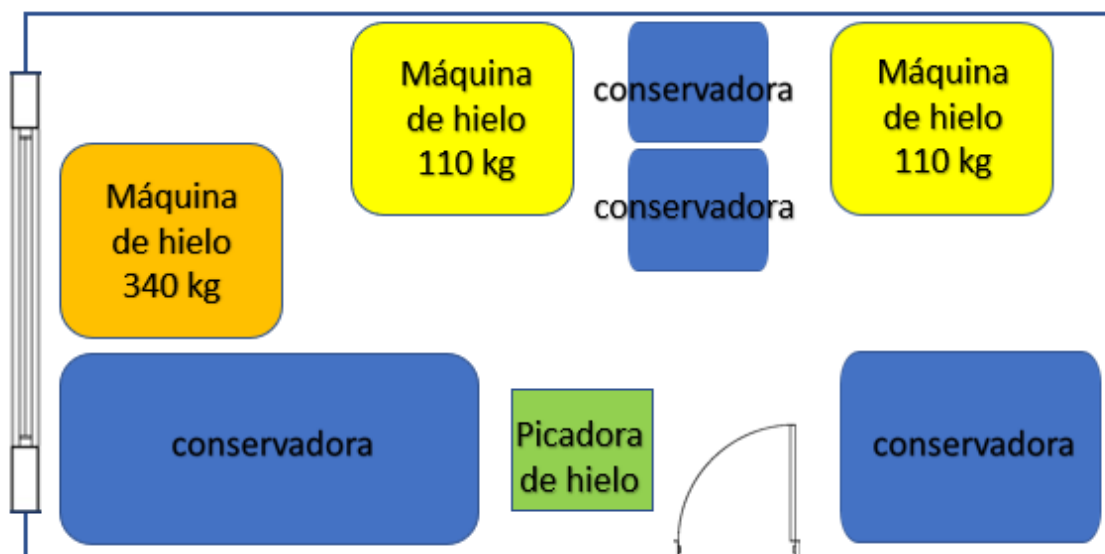 Máquina
de hielo
110 kg
conservadora
Máquina
de hielo
110 kg
conservadora
Máquina
de hielo
340 kg
conservadora
Picadora
de hielo
conservadora